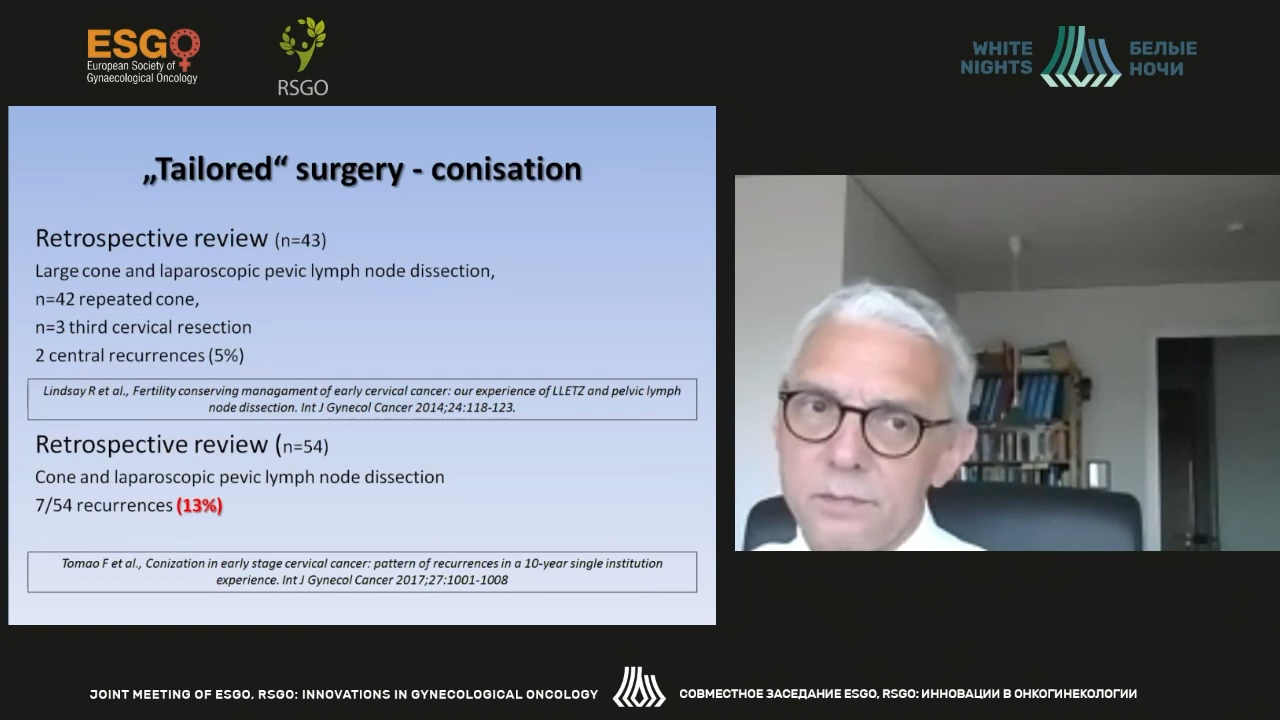 ESGO
European Society of
Gynaecological Oncology
RSGO
WHITE
NIGHTS
БЕЛЫЕ
НОЧИ
„Tailored“ surgery - conisation
Retrospective review (n=43)
Large cone and laparoscopic pevic lymph node dissection,
n=42 repeated cone,
n=3 third cervical resection
2 central recurrences (5%)
Lindsay R et al., Fertility conserving managament of early cervical cancer: our experience of LLETZ and pelvic lymph
node dissection. Int J Gynecol Cancer 2014;24:118-123.
Retrospective review (n=54)
Cone and laparoscopic pevic lymph node dissection
7/54 recurrences (13%)
Tomao F et al., Conization in early stage cervical cancer: pattern of recurrences in a 10-year single institution
experience. Int J Gynecol Cancer 2017;27:1001-1008
JOINT MEETING OF ESGO, RSGO: INNOVATIONS IN GYNECOLOGICAL ONCOLOGY
СОВМЕСТНОЕ ЗАСЕДАНИЕ ESGO, RSGO: ИННОВАЦИИ В ОНКОГИНЕКОЛОГИИ